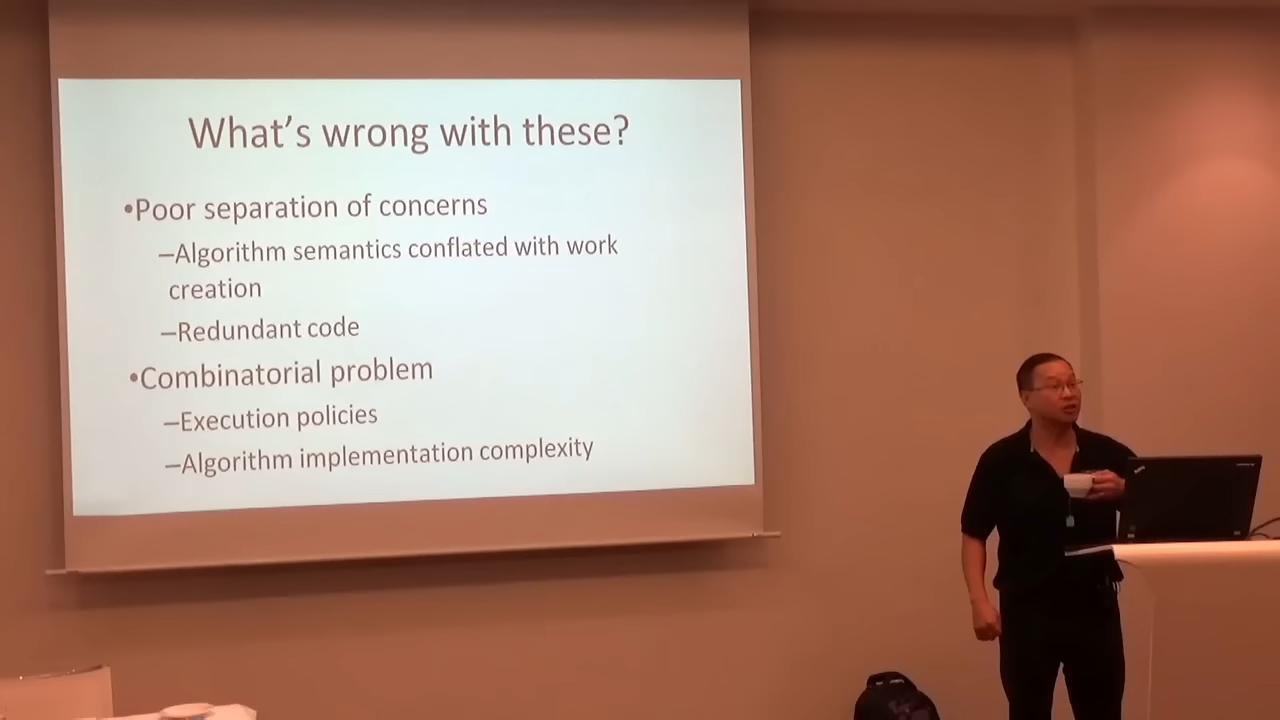 What's wrong with these?
•Poor separation of concerns
–Algorithm semantics conflated with work
creation
–Redundant code
•Combinatorial problem
–Execution policies
–Algorithm implementation complexity